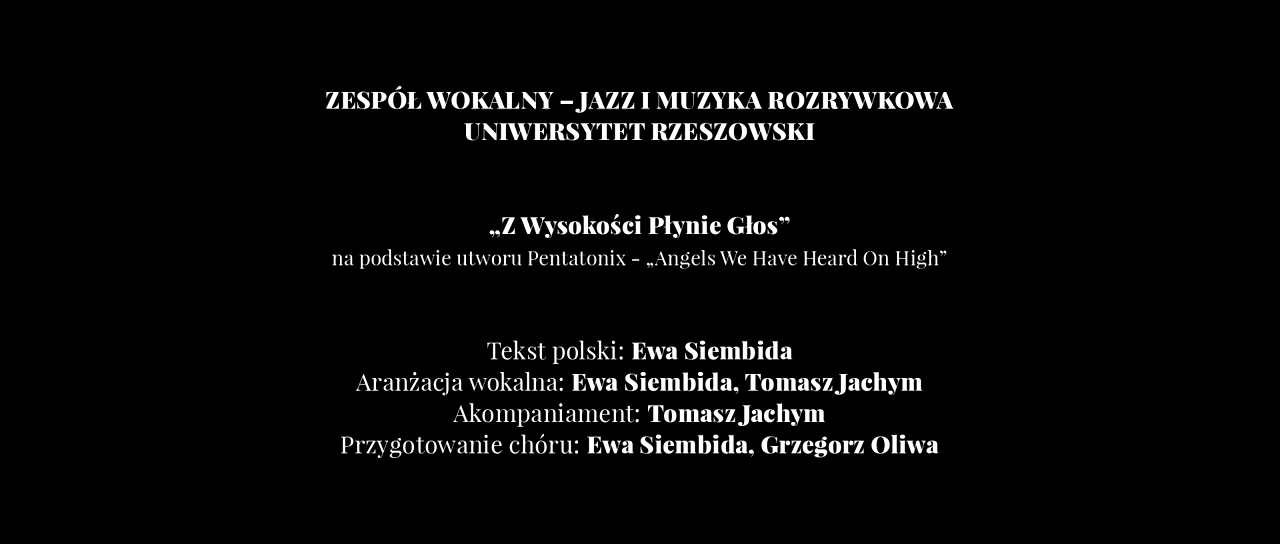 ZESPÓŁ WOKALNY – JAZZ I MUZYKA ROZRYWKOWA
UNIWERSYTET RZESZOWSKI
„Z Wysokości Płynie Głos”
na podstawie utworu Pentatonix - „Angels We Have Heard On High”
Tekst polski: Ewa Siembida
Aranżacja wokalna: Ewa Siembida, Tomasz Jachym
Akompaniament: Tomasz Jachym
Przygotowanie chóru: Ewa Siembida, Grzegorz Oliwa